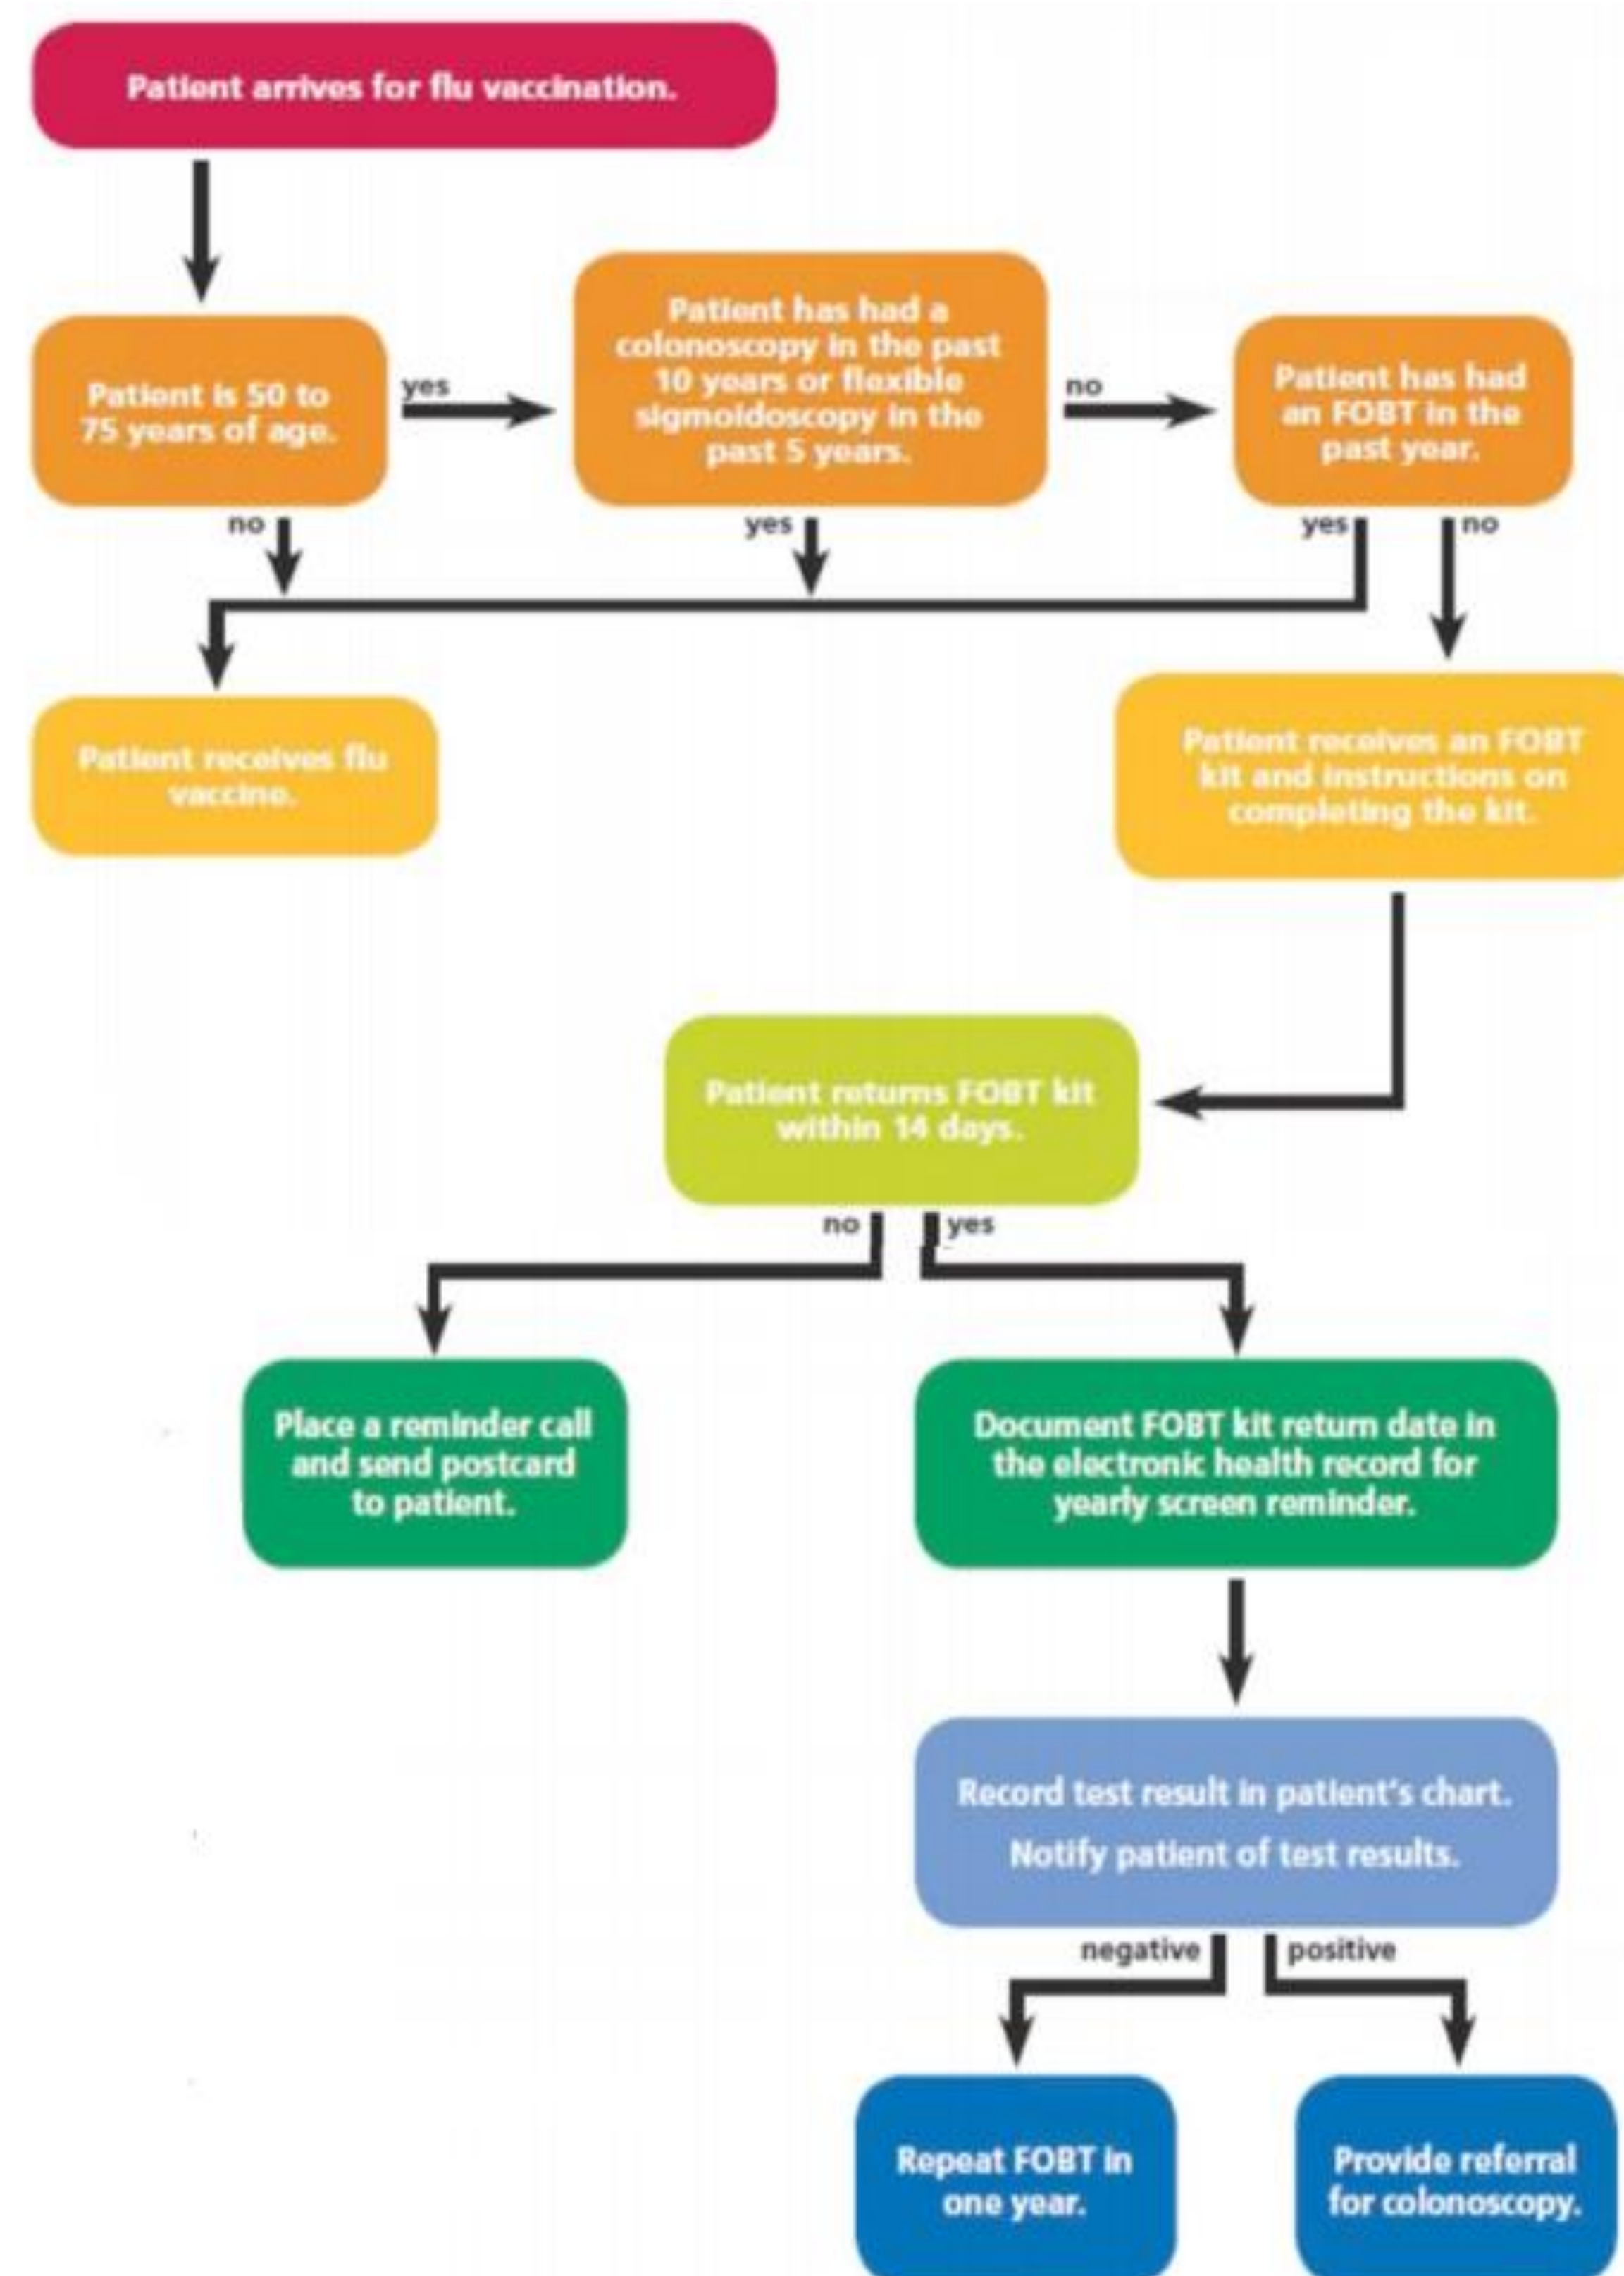 Patient arrives for flu vaccination.
Patient is 50 to
75 years of age.
yes
Patient has had a
colonoscopy in the past
10 years or flexible
sigmoidoscopy in the
past 5 years.
no
Patient has had
an FOBT in the
past year.
no
yes
yes
no
Patient receives flu
vaccine.
Patient receives an FOBT
kit and instructions on
completing the kit.
Patient returns FOBT kit
within 14 days.
no
yes
Place a reminder call
and send postcard
to patient.
Document FOBT kit return date in
the electronic health record for
yearly screen reminder.
Record test result in patient's chart.
Notify patient of test results.
negative
positive
Repeat FOBT in
one year.
Provide referral
for colonoscopy.